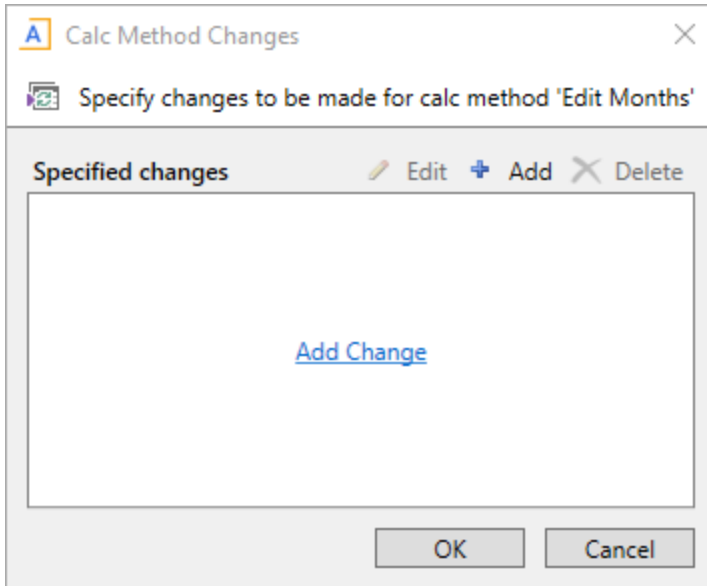 A Calc Method Changes
Specify changes to be made for calc method 'Edit Months'
Specified changes Edit Add Delete
Add Change
OK Cancel